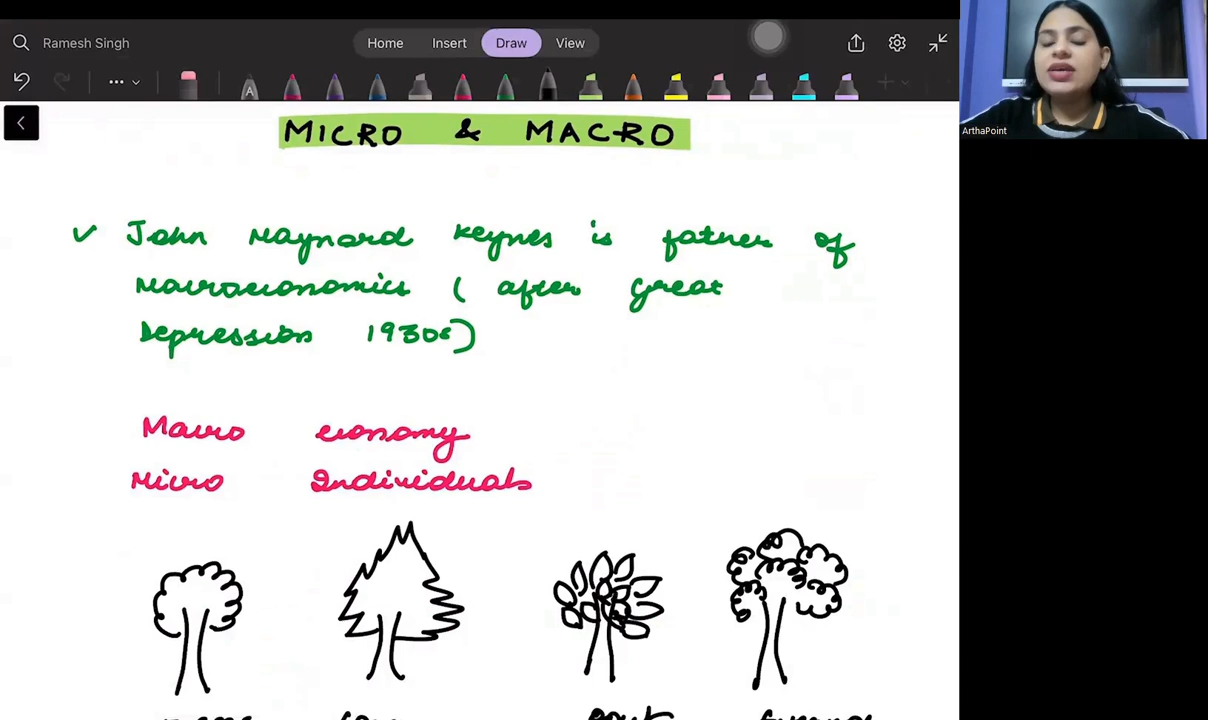 Ramesh Singh
Home Insert Draw View
A
ArthaPoint
MICRO & MACRO
✓ John Maynard Keynes is father of
Macroeconomics ( after Great
Depression 1930s)
Macro economy
Micro Individuals
Govt